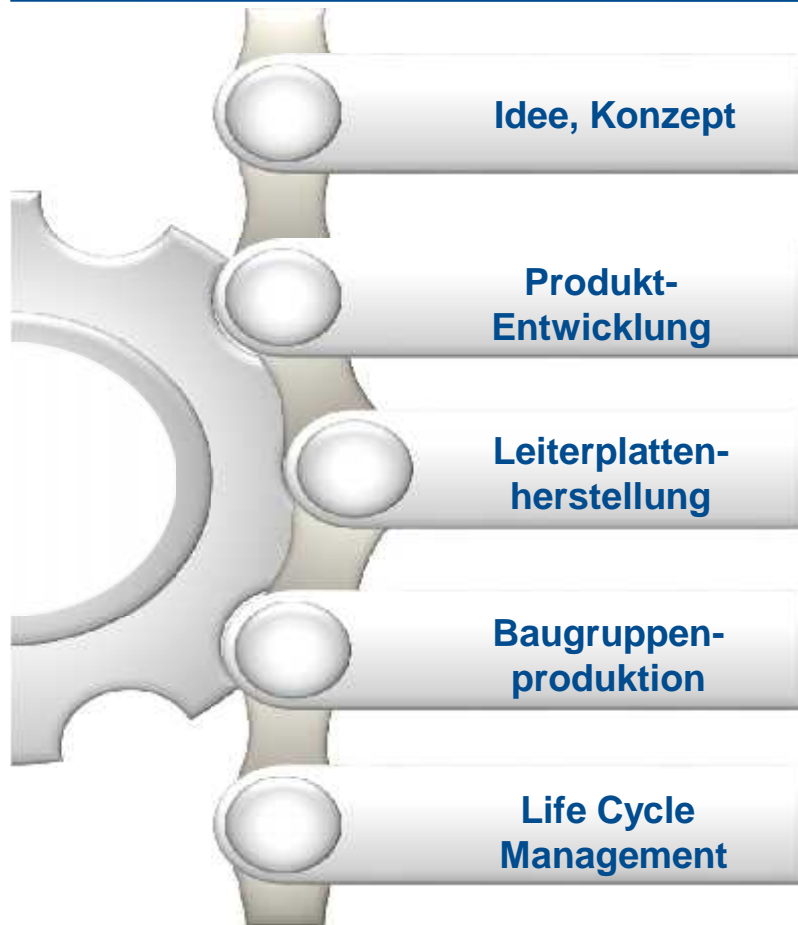 Idee, Konzept
Produkt-
Entwicklung
Leiterplatten-
herstellung
Baugruppen-
produktion
Life Cycle
Management